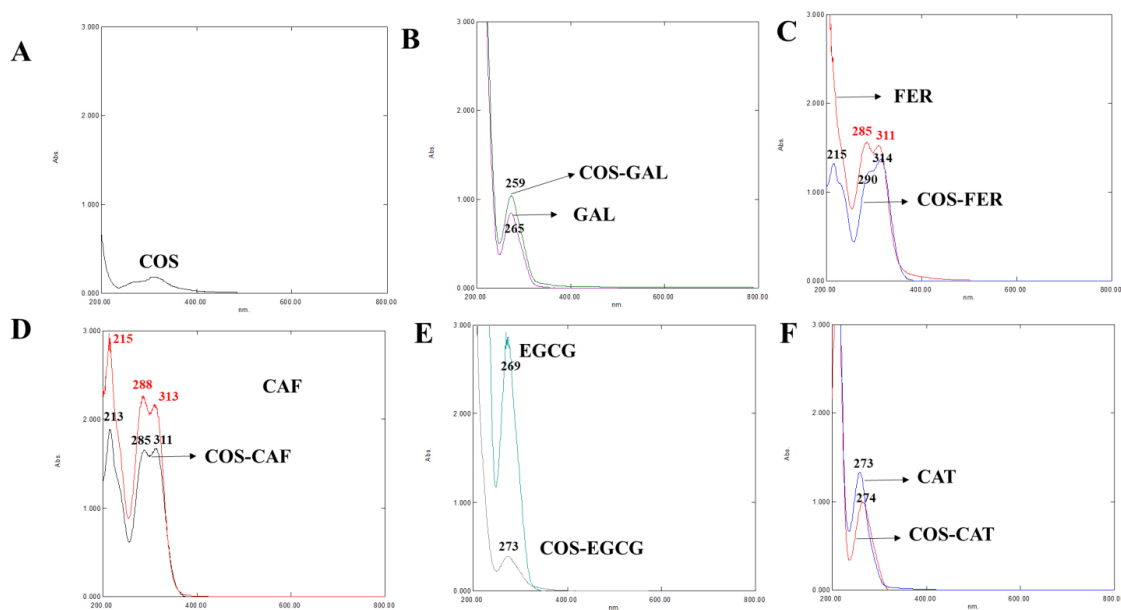 A
3.000
2.000
Abs.
1.000
COS
0.000
200.00
400.00
600.00
800.00
nm.
B
3.000
2.000
Abs.
259
COS-GAL
1.000
GAL
265
0.000
200.00
400.00
600.00
800.00
nm.
C
3.000
FER
2.000
285
311
Abs.
215
314
290
COS-FER
1.000
0.000
200.00
400.00
600.00
800.00
nm.
D
3.000
215
288
CAF
313
2.000
213
285
311
COS-CAF
Abs.
1.000
0.000
200.00
400.00
600.00
800.00
nm.
E
3.000
EGCG
269
2.000
Abs.
1.000
273
COS-EGCG
0.000
200.00
400.00
600.00
800.00
nm.
F
3.000
2.000
Abs.
273
CAT
274
1.000
COS-CAT
0.000
200.00
400.00
600.00
800.00
nm.